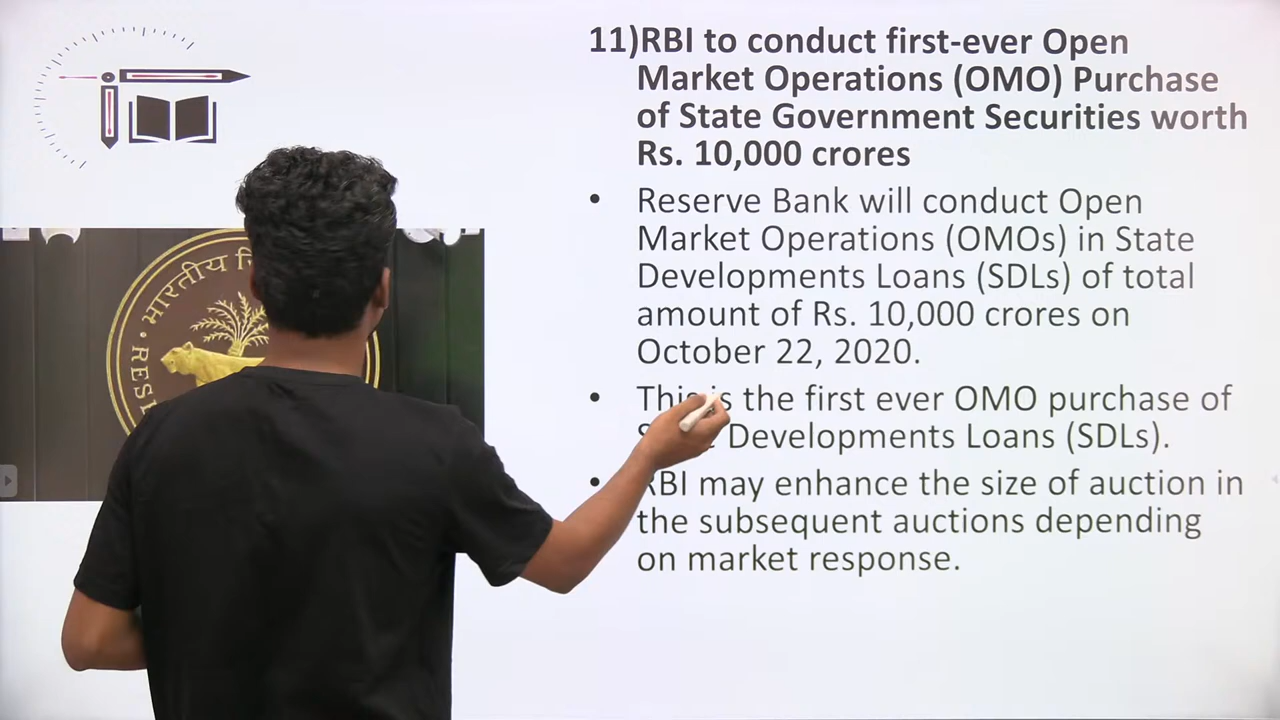 11)RBI to conduct first-ever Open
Market Operations (OMO) Purchase
of State Government Securities worth
Rs. 10,000 crores
• Reserve Bank will conduct Open
Market Operations (OMOs) in State
Developments Loans (SDLs) of total
amount of Rs. 10,000 crores on
October 22, 2020.
• This is the first ever OMO purchase of
Developments Loans (SDLs).
• RBI may enhance the size of auction in
the subsequent auctions depending
on market response.
भारतीय